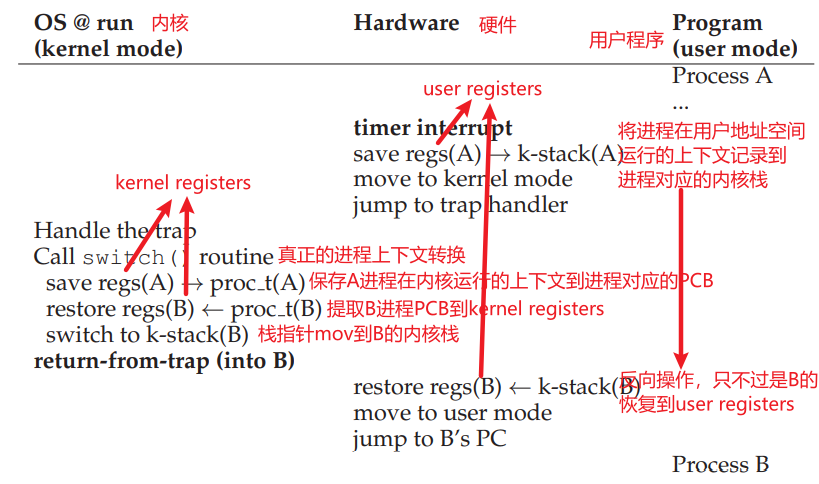 OS @ run 内核
(kernel mode)
Hardware 硬件
Program
(user mode)
用户程序
Process A
...
user registers
timer interrupt
save regs(A) → k-stack(A)
move to kernel mode
jump to trap handler
将进程在用户地址空间
运行的上下文记录到
进程对应的内核栈
kernel registers
Handle the trap
Call switch() routine 真正的进程上下文转换
save regs(A) → proc_t(A) 保存A进程在内核运行的上下文到进程对应的PCB
restore regs(B) ← proc_t(B) 提取B进程PCB到kernel registers
switch to k-stack(B) 栈指针mov到B的内核栈
return-from-trap (into B)
restore regs(B) ← k-stack(B)
move to user mode
jump to B's PC
反向操作，只不过是B的
恢复到user registers
Process B